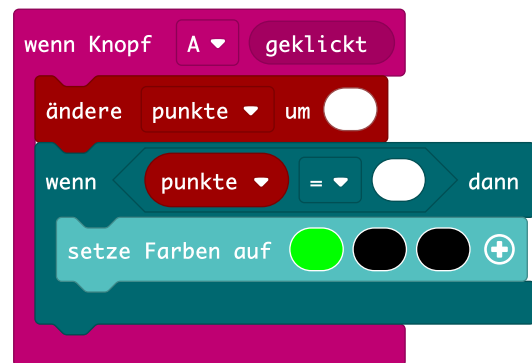 wenn Knopf A geklickt
ändere punkte um
wenn punkte = dann
setze Farben auf